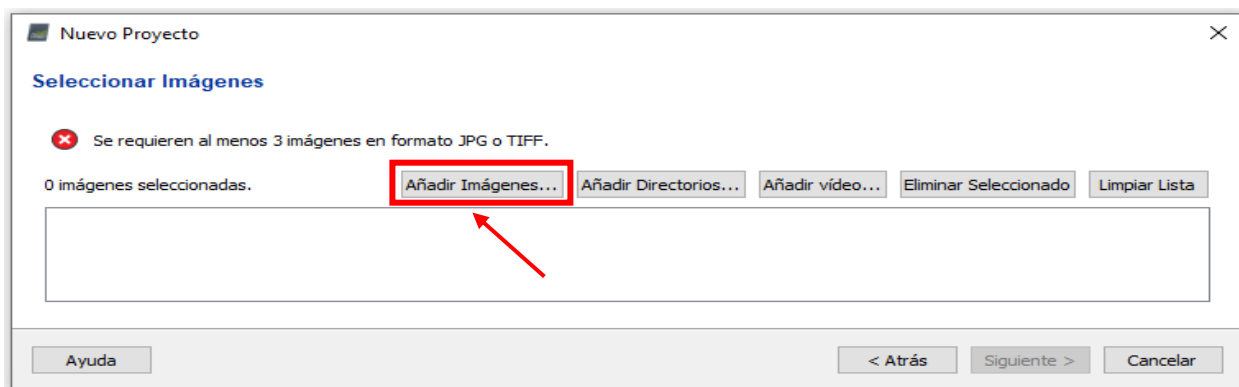 Nuevo Proyecto
Seleccionar Imágenes
Se requieren al menos 3 imágenes en formato JPG o TIFF.
0 imágenes seleccionadas. Añadir Imágenes... Añadir Directorios... Añadir vídeo... Eliminar Seleccionado Limpiar Lista
Ayuda < Atrás Siguiente > Cancelar